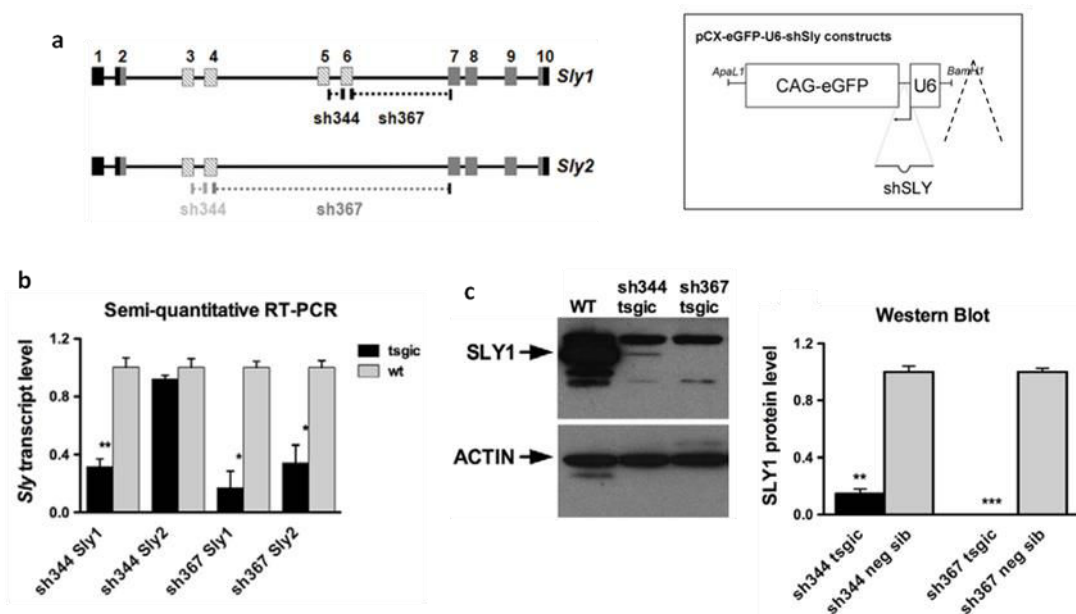 a
1 2 3 4 5 6 7 8 9 10
Sly1
sh344 sh367
Sly2
sh344 sh367
pCX-eGFP-U6-shSly constructs
ApaL1 BamH1
CAG-eGFP U6
shSLY
b
Semi-quantitative RT-PCR
Sly transcript level
1.2
0.8
0.4
0.0
**
*
*
tsgic
wt
sh344 Sly1
sh344 Sly2
sh367 Sly1
sh367 Sly2
c
WT sh344 tsgic sh367 tsgic
SLY1
ACTIN
Western Blot
SLY1 protein level
1.2
0.8
0.4
0.0
**
***
sh344 tsgic
sh344 neg sib
sh367 tsgic
sh367 neg sib